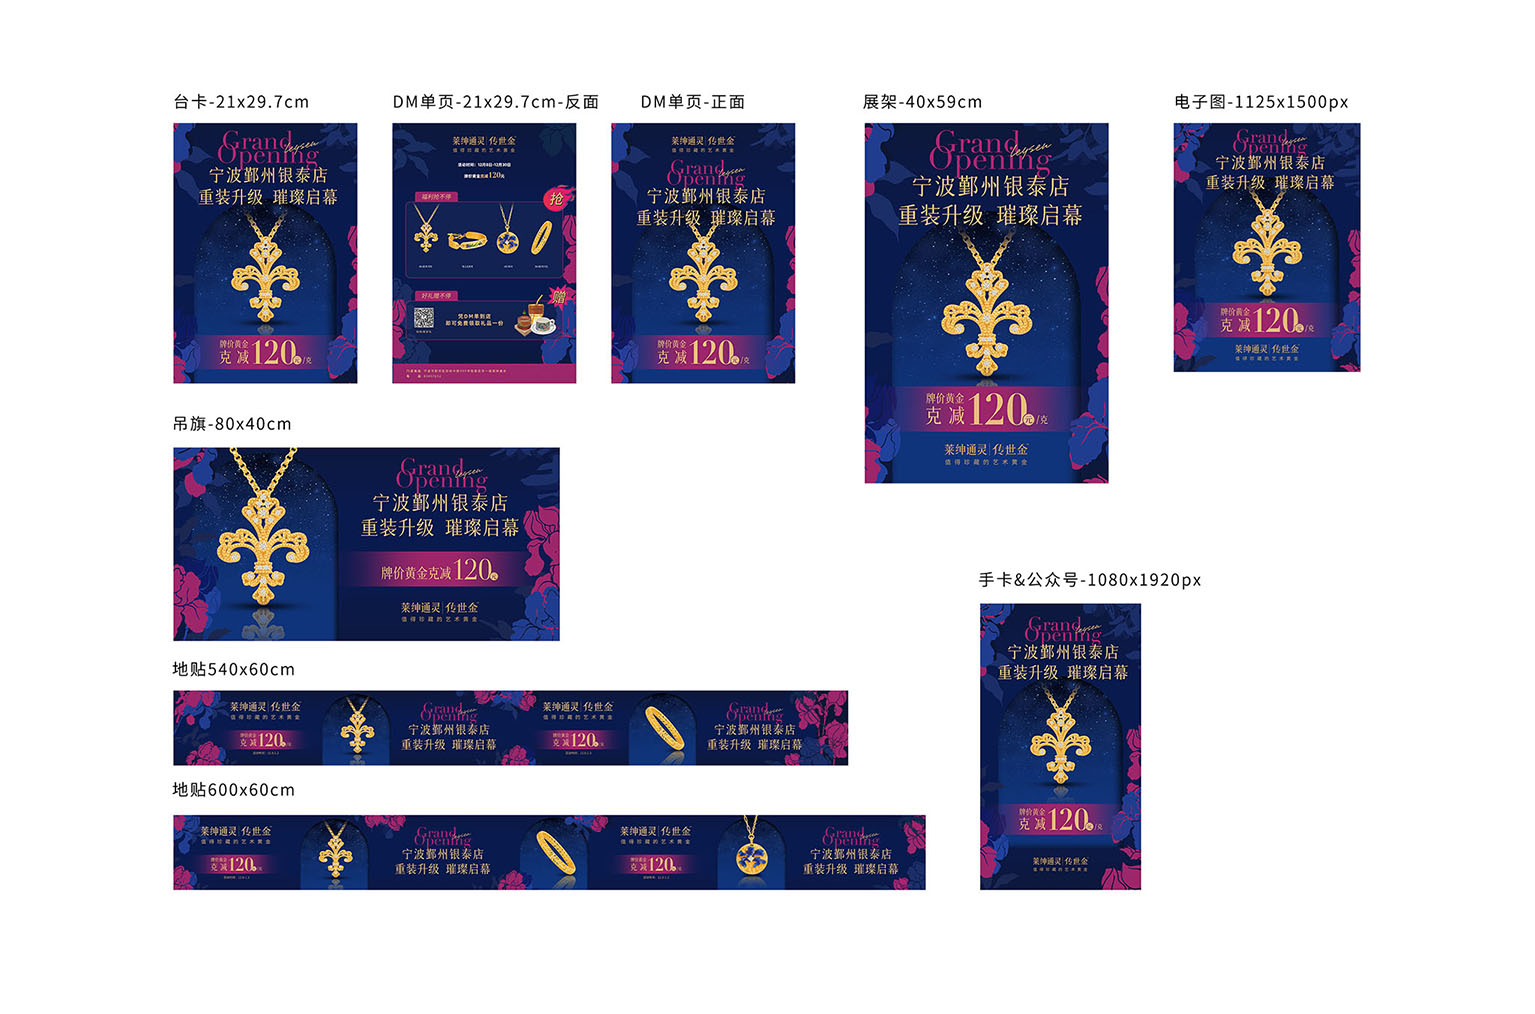 台卡-21x29.7cm
Grand
Opening
leysen
宁波鄞州银泰店
重装升级 璀璨启幕
牌价黄金
克 减 120元/克
DM单页-21x29.7cm-反面
莱绅通灵|传世金
值得珍藏的艺术黄金
牌价黄金克减120元
福利抢不停
抢
好礼赠不停
赠
凭DM单到店
即可免费领取礼品一份
DM单页-正面
莱绅通灵|传世金
值得珍藏的艺术黄金
Grand
Opening
leysen
宁波鄞州银泰店
重装升级 璀璨启幕
牌价黄金
克 减 120元/克
展架-40x59cm
Grand
Opening
leysen
宁波鄞州银泰店
重装升级 璀璨启幕
牌价黄金
克 减 120元/克
莱绅通灵|传世金
值得珍藏的艺术黄金
电子图-1125x1500px
Grand
Opening
leysen
宁波鄞州银泰店
重装升级 璀璨启幕
牌价黄金
克 减 120元/克
莱绅通灵|传世金
值得珍藏的艺术黄金
吊旗-80x40cm
Grand
Opening
leysen
宁波鄞州银泰店
重装升级 璀璨启幕
牌价黄金克减120元
莱绅通灵|传世金
值得珍藏的艺术黄金
手卡&公众号-1080x1920px
Grand
Opening
leysen
宁波鄞州银泰店
重装升级 璀璨启幕
牌价黄金
克 减 120元/克
莱绅通灵|传世金
值得珍藏的艺术黄金
地贴540x60cm
莱绅通灵|传世金
值得珍藏的艺术黄金
牌价黄金
克 减 120元/克
Grand
Opening
leysen
宁波鄞州银泰店
重装升级 璀璨启幕
莱绅通灵|传世金
值得珍藏的艺术黄金
牌价黄金
克 减 120元/克
Grand
Opening
leysen
宁波鄞州银泰店
重装升级 璀璨启幕
地贴600x60cm
莱绅通灵|传世金
值得珍藏的艺术黄金
牌价黄金
克 减 120元/克
Grand
Opening
leysen
宁波鄞州银泰店
重装升级 璀璨启幕
莱绅通灵|传世金
值得珍藏的艺术黄金
牌价黄金
克 减 120元/克
Grand
Opening
leysen
宁波鄞州银泰店
重装升级 璀璨启幕